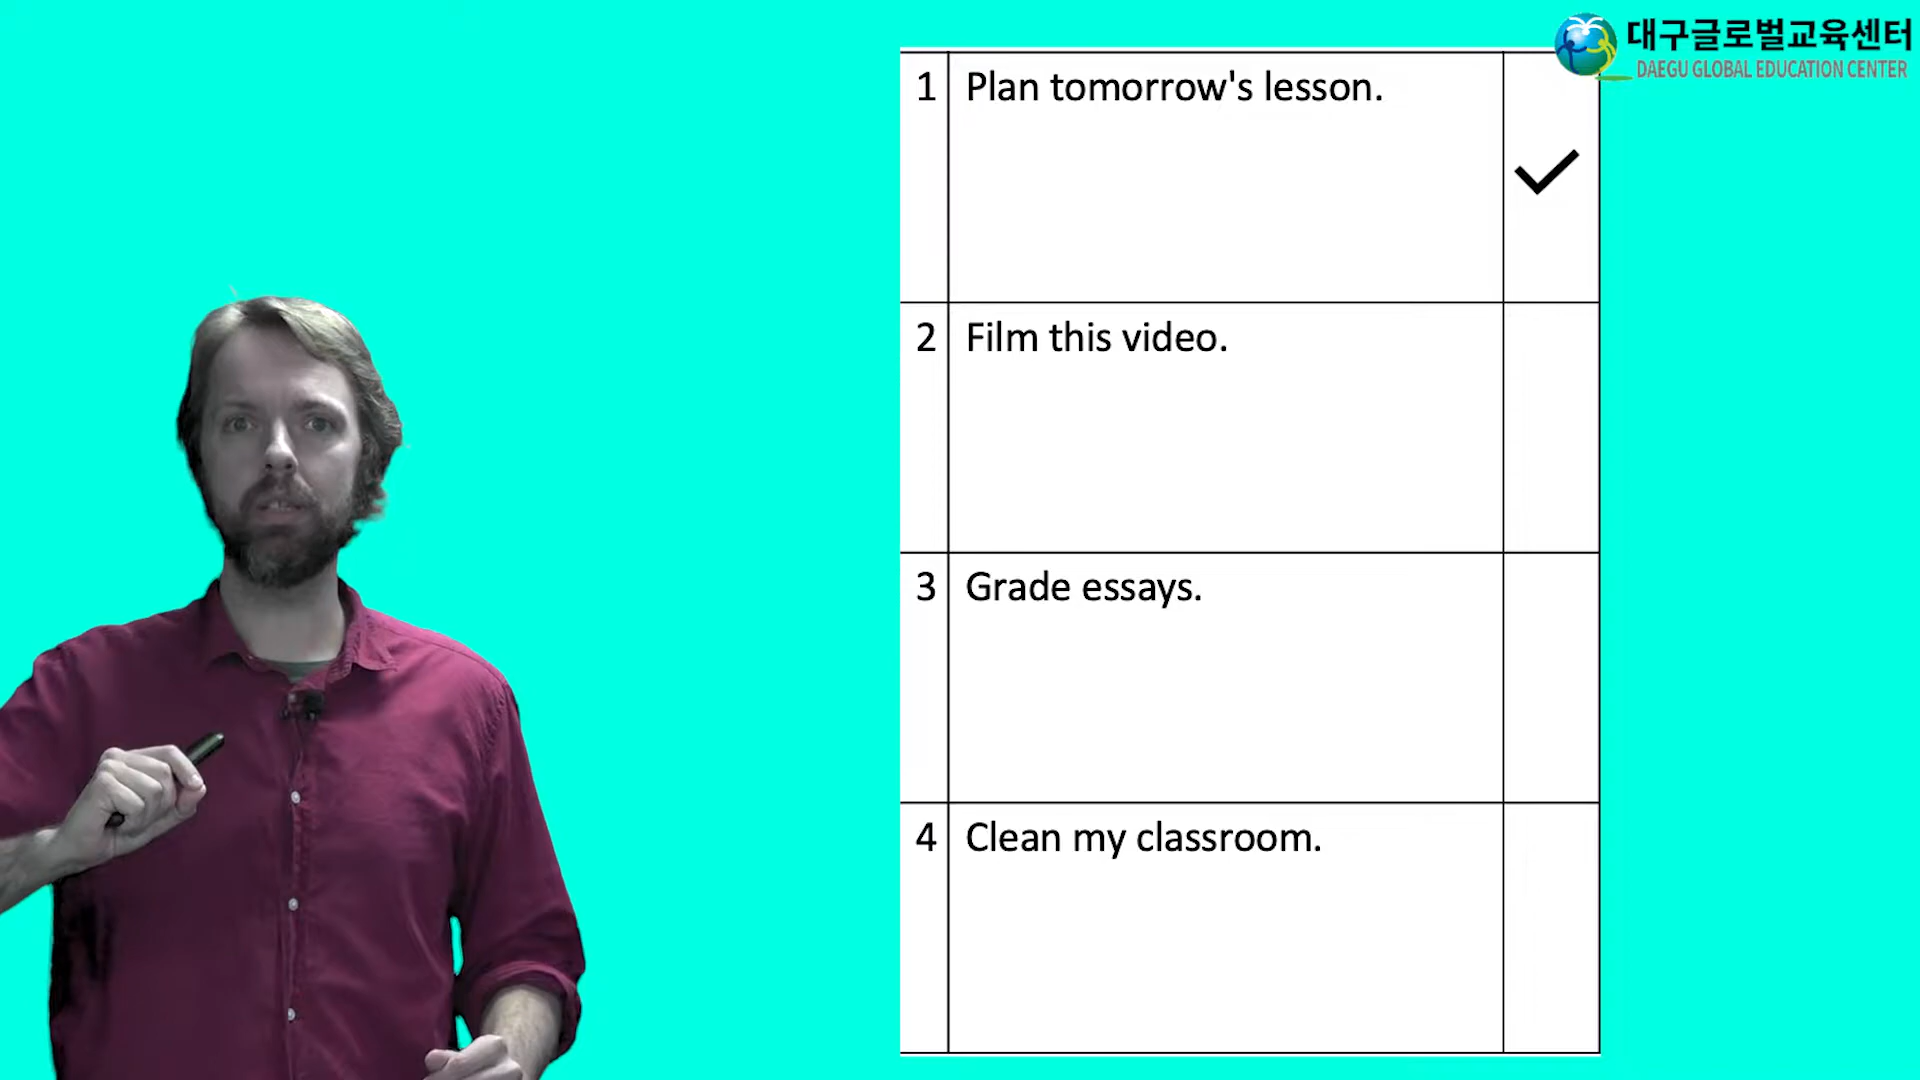 대구글로벌교육센터
DAEGU GLOBAL EDUCATION CENTER
1 Plan tomorrow's lesson.
2 Film this video.
3 Grade essays.
4 Clean my classroom.